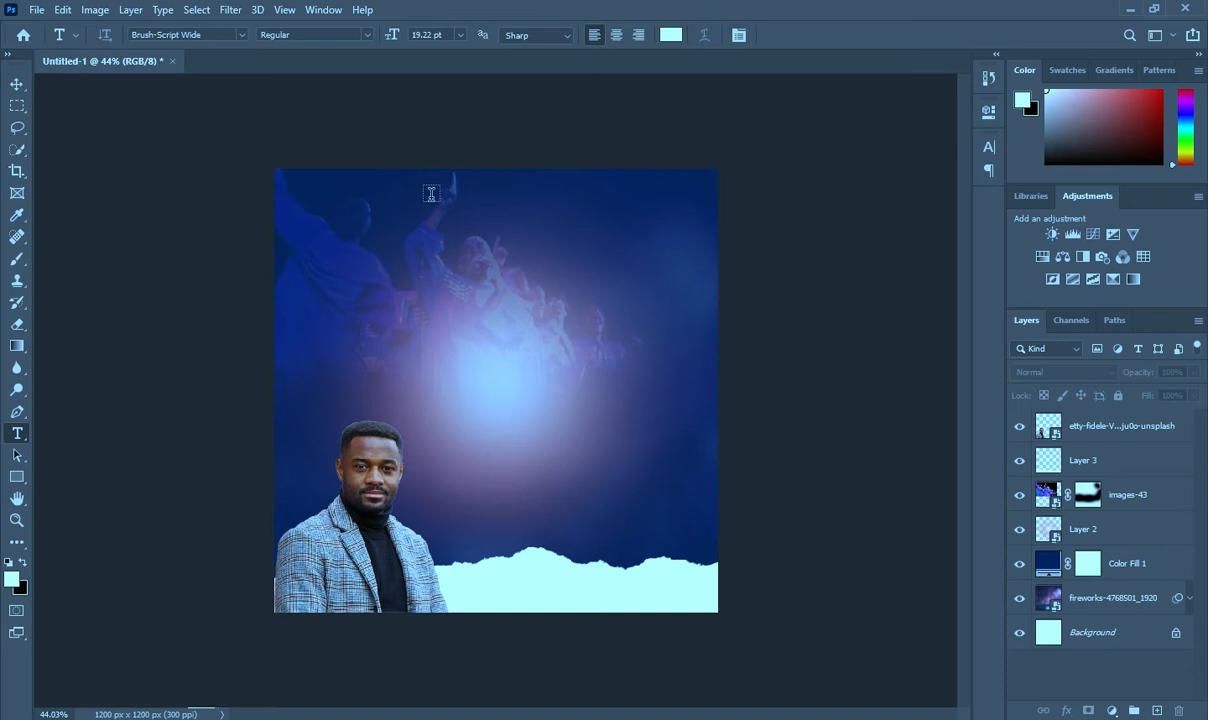 Ps File Edit Image Layer Type Select Filter 3D View Window Help
T Brush-Script Wide Regular 19.22 pt Sharp
Untitled-1 @ 44% (RGB/8) *
Color Swatches Gradients Patterns
Libraries Adjustments
Add an adjustment
Layers Channels Paths
Kind
Normal Opacity: 100%
Lock: Fill: 100%
etty-fidele-V...ju0o-unsplash
Layer 3
images-43
Layer 2
Color Fill 1
fireworks-4768501_1920
Background
44.03% 1200 px x 1200 px (300 ppi)